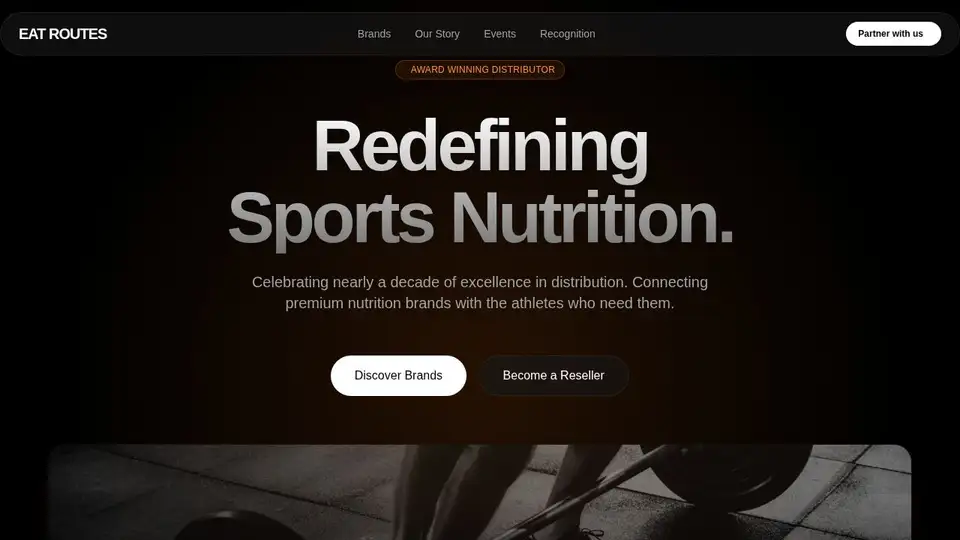 EAT ROUTES
Brands
Our Story
Events
Recognition
Partner with us
AWARD WINNING DISTRIBUTOR
Redefining
Sports Nutrition.
Celebrating nearly a decade of excellence in distribution. Connecting
premium nutrition brands with the athletes who need them.
Discover Brands
Become a Reseller